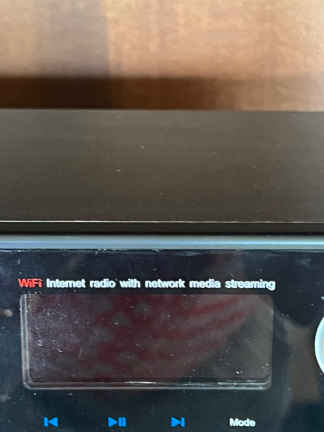 WiFi Internet radio with network media streaming
Mode